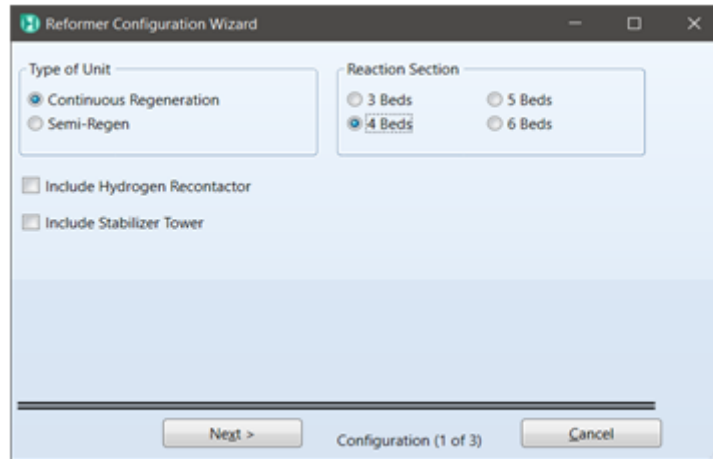 Reformer Configuration Wizard
Type of Unit
Continuous Regeneration
Semi-Regen
Reaction Section
3 Beds
5 Beds
4 Beds
6 Beds
Include Hydrogen Recontactor
Include Stabilizer Tower
Next >
Configuration (1 of 3)
Cancel